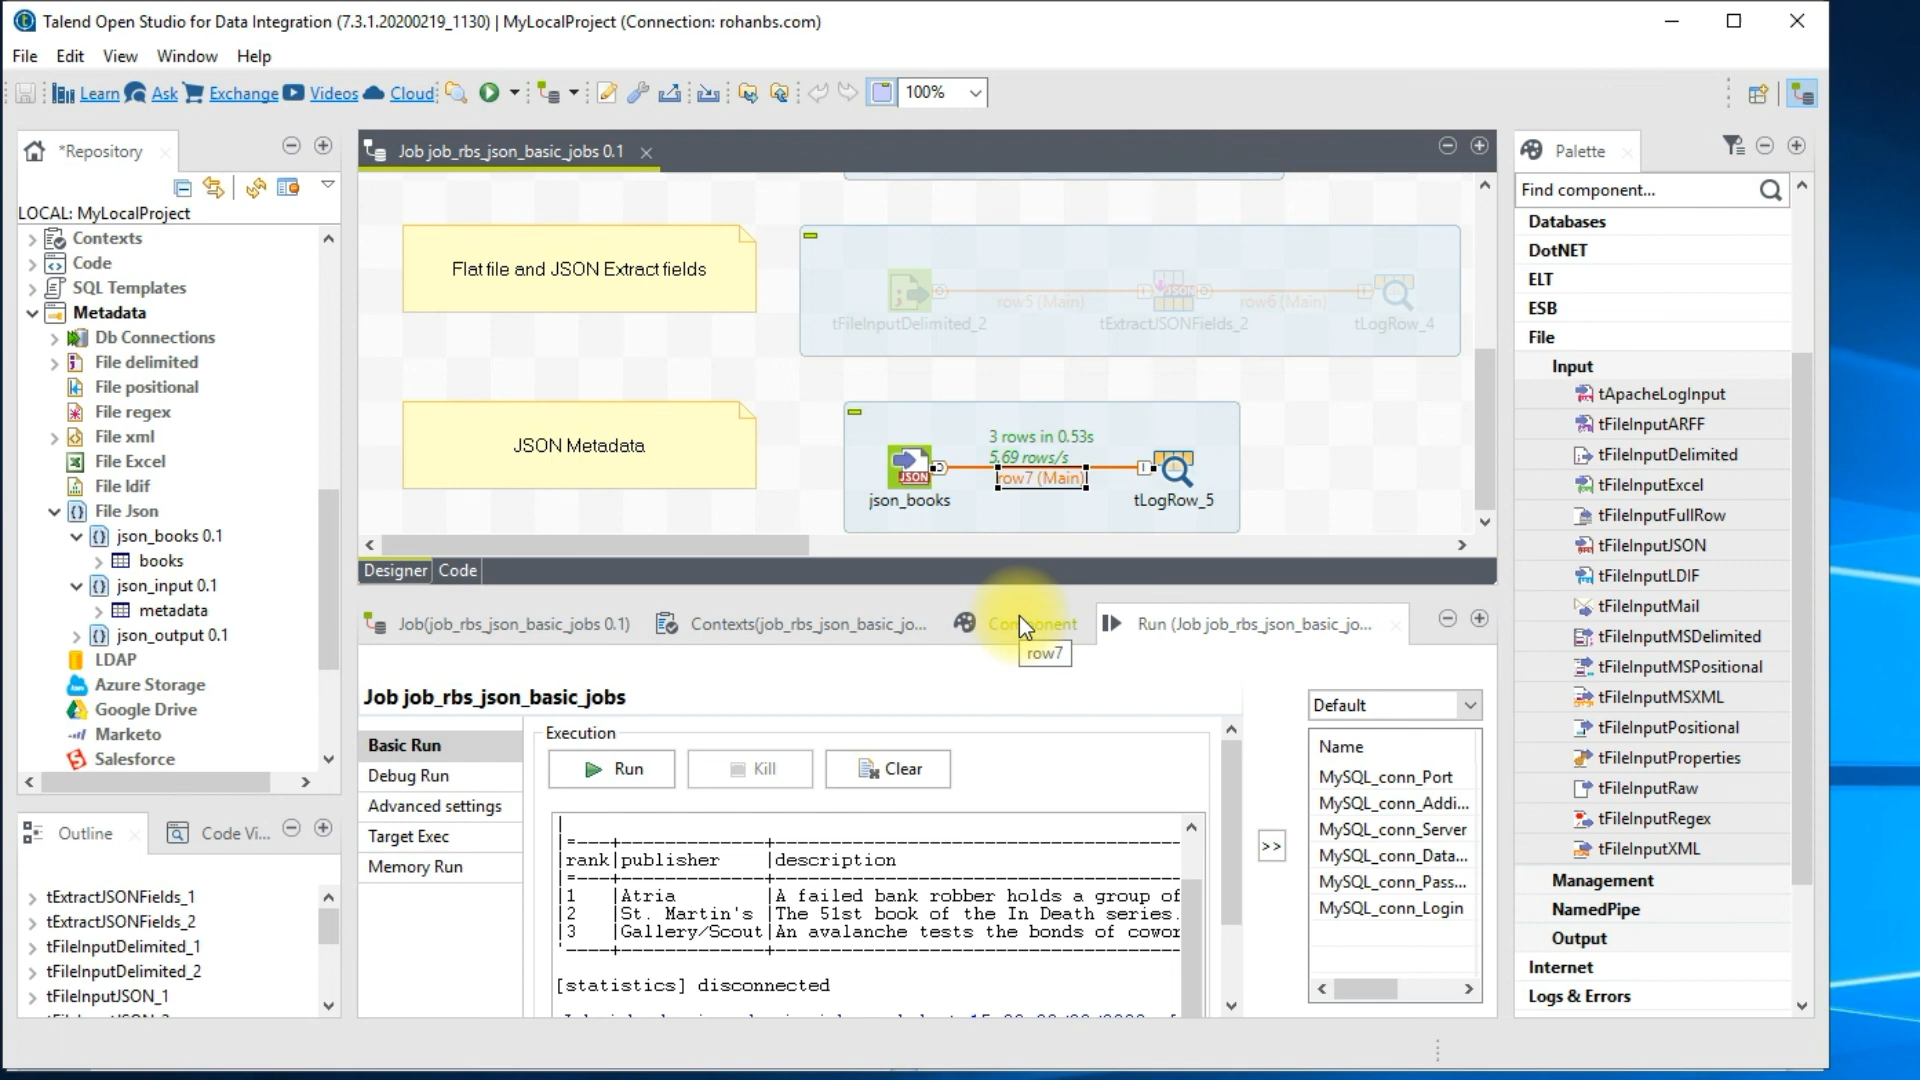 Talend Open Studio for Data Integration (7.3.1.20200219_1130) | MyLocalProject (Connection: rohanbs.com)
File Edit View Window Help
Learn Ask Exchange Videos Cloud 100%
*Repository
LOCAL: MyLocalProject
Contexts
Code
SQL Templates
Metadata
Db Connections
File delimited
File positional
File regex
File xml
File Excel
File ldif
File Json
json_books 0.1
books
json_input 0.1
metadata
json_output 0.1
LDAP
Azure Storage
Google Drive
Marketo
Salesforce
Outline Code Vi...
tExtractJSONFields_1
tExtractJSONFields_2
tFileInputDelimited_1
tFileInputDelimited_2
tFileInputJSON_1
Job job_rbs_json_basic_jobs 0.1
Flat file and JSON Extract fields
row5 (Main) row6 (Main)
tFileInputDelimited_2 tExtractJSONFields_2 tLogRow_4
JSON Metadata
3 rows in 0.53s
5.69 rows/s
row7 (Main)
JSON
json_books tLogRow_5
Designer Code
Job(job_rbs_json_basic_jobs 0.1) Contexts(job_rbs_json_basic_jo... Component Run (Job job_rbs_json_basic_jo...
row7
Job job_rbs_json_basic_jobs
Basic Run
Debug Run
Advanced settings
Target Exec
Memory Run
Execution
Run Kill Clear
|=----+------------+----------------
|rank|publisher |description
|=----+------------+----------------
|1 |Atria |A failed bank robber holds a group of
|2 |St. Martin's |The 51st book of the In Death series.
|3 |Gallery/Scout|An avalanche tests the bonds of cowor
[statistics] disconnected
>>
Default
Name
MySQL_conn_Port
MySQL_conn_Addi...
MySQL_conn_Server
MySQL_conn_Data...
MySQL_conn_Pass...
MySQL_conn_Login
Palette
Find component...
Databases
DotNET
ELT
ESB
File
Input
tApacheLogInput
tFileInputARFF
tFileInputDelimited
tFileInputExcel
tFileInputFullRow
tFileInputJSON
tFileInputLDIF
tFileInputMail
tFileInputMSDelimited
tFileInputMSPositional
tFileInputMSXML
tFileInputPositional
tFileInputProperties
tFileInputRaw
tFileInputRegex
tFileInputXML
Management
NamedPipe
Output
Internet
Logs & Errors